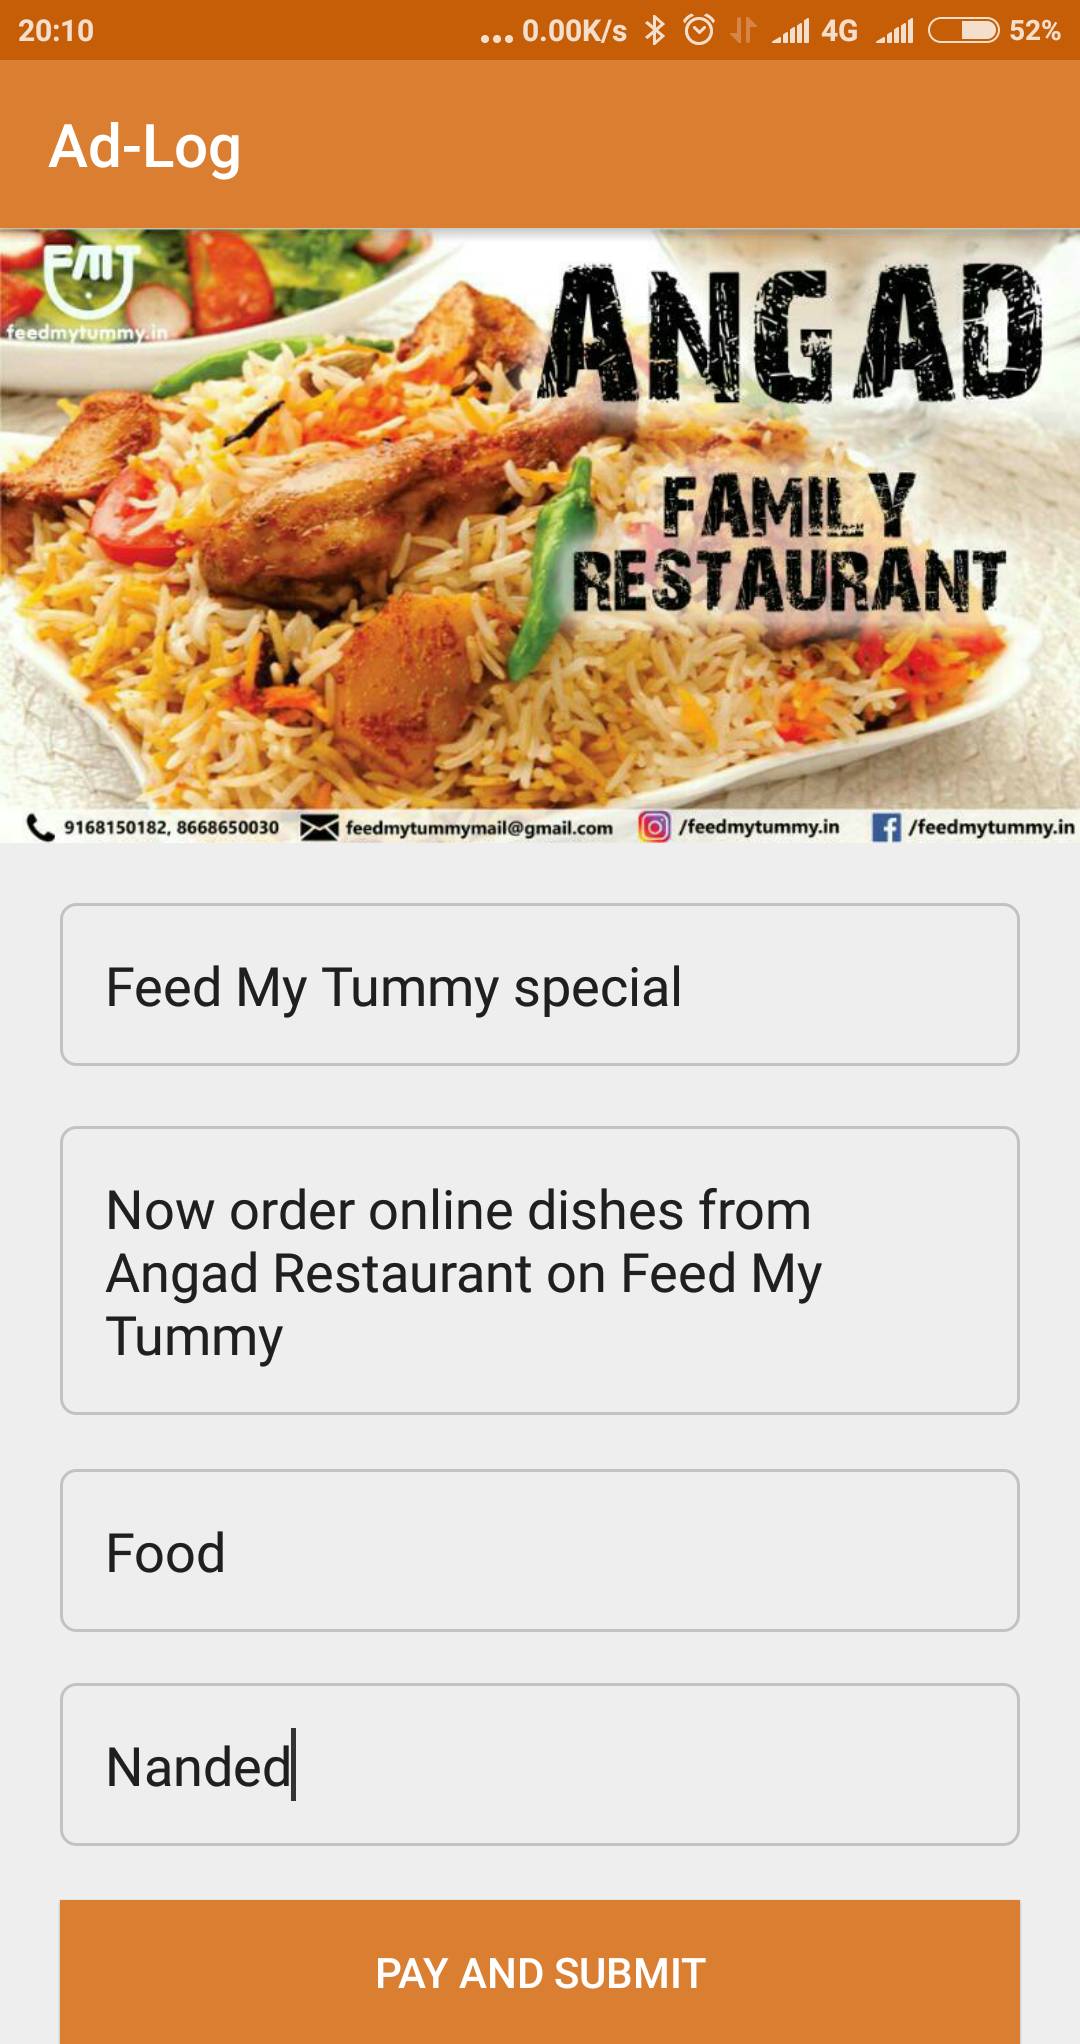 20:10
... 0.00K/s 4G 52%
Ad-Log
FMT
feedmytummy.in
ANGAD
FAMILY
RESTAURANT
9168150182, 8668650030 feedmytummymail@gmail.com /feedmytummy.in /feedmytummy.in
Feed My Tummy special
Now order online dishes from
Angad Restaurant on Feed My
Tummy
Food
Nanded
PAY AND SUBMIT